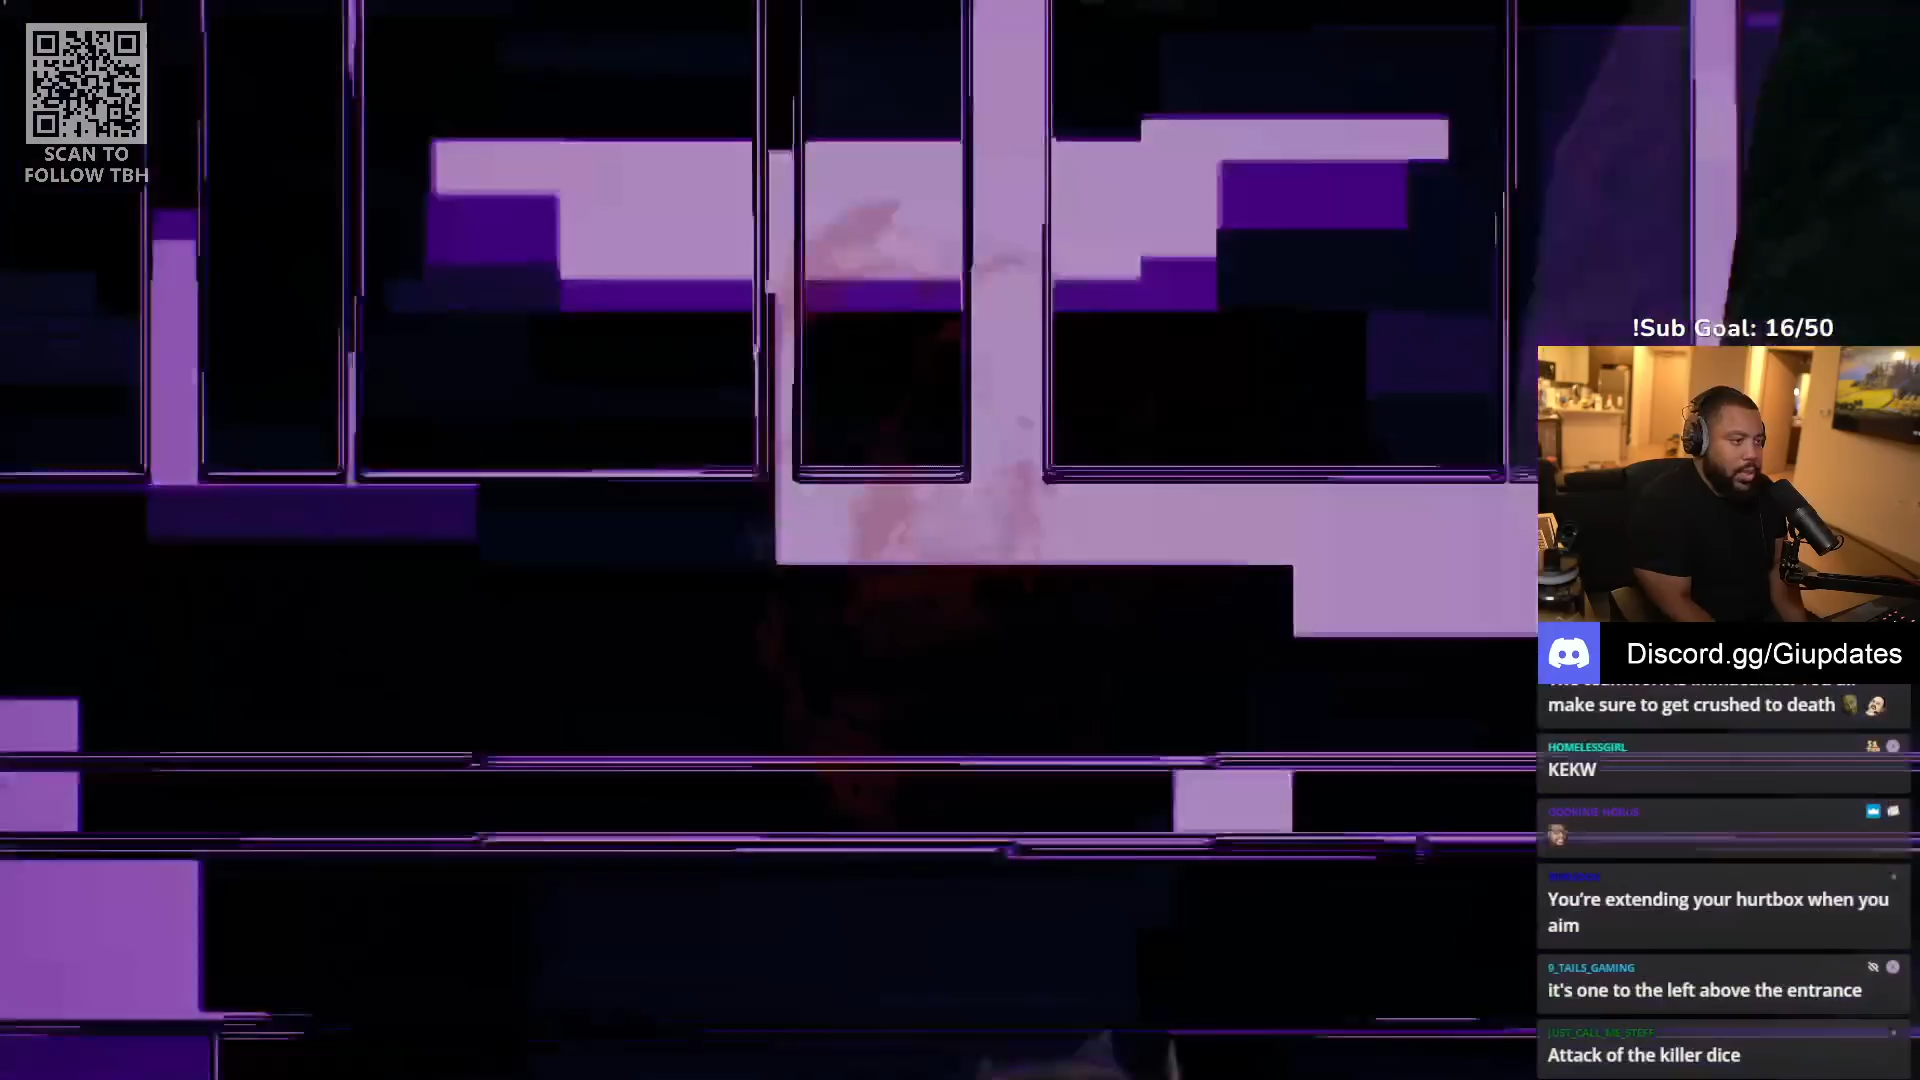 SCAN TO
FOLLOW TBH
!Sub Goal: 16/50
Discord.gg/Giupdates
make sure to get crushed to death
HOMELESSGIRL
KEKW
You're extending your hurtbox when you
aim
9_TAILS_GAMING
it's one to the left above the entrance
JUST_CALL_ME_STEFF
Attack of the killer dice